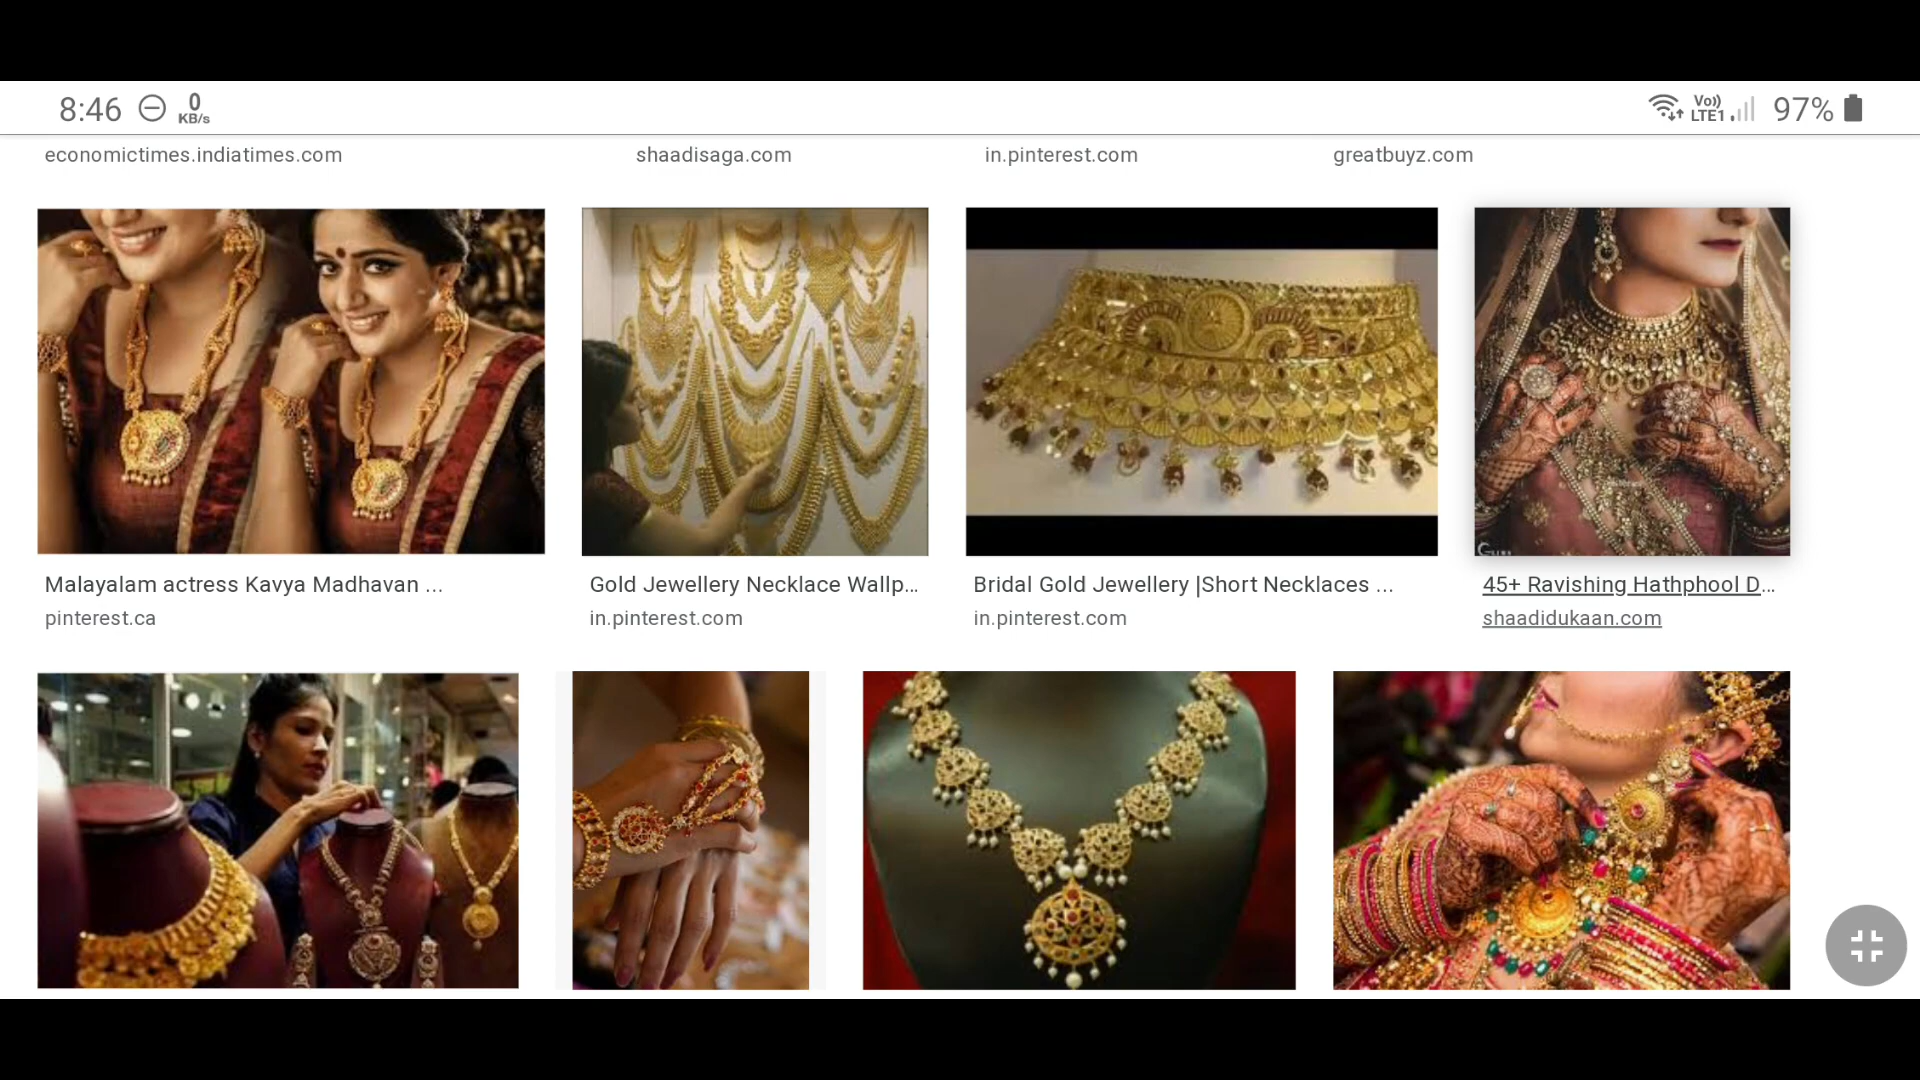 8:46 0 KB/s Vo)) LTE1 97%
economictimes.indiatimes.com shaadisaga.com in.pinterest.com greatbuyz.com
Malayalam actress Kavya Madhavan ... Gold Jewellery Necklace Wallp... Bridal Gold Jewellery |Short Necklaces ... 45+ Ravishing Hathphool D...
pinterest.ca in.pinterest.com in.pinterest.com shaadidukaan.com